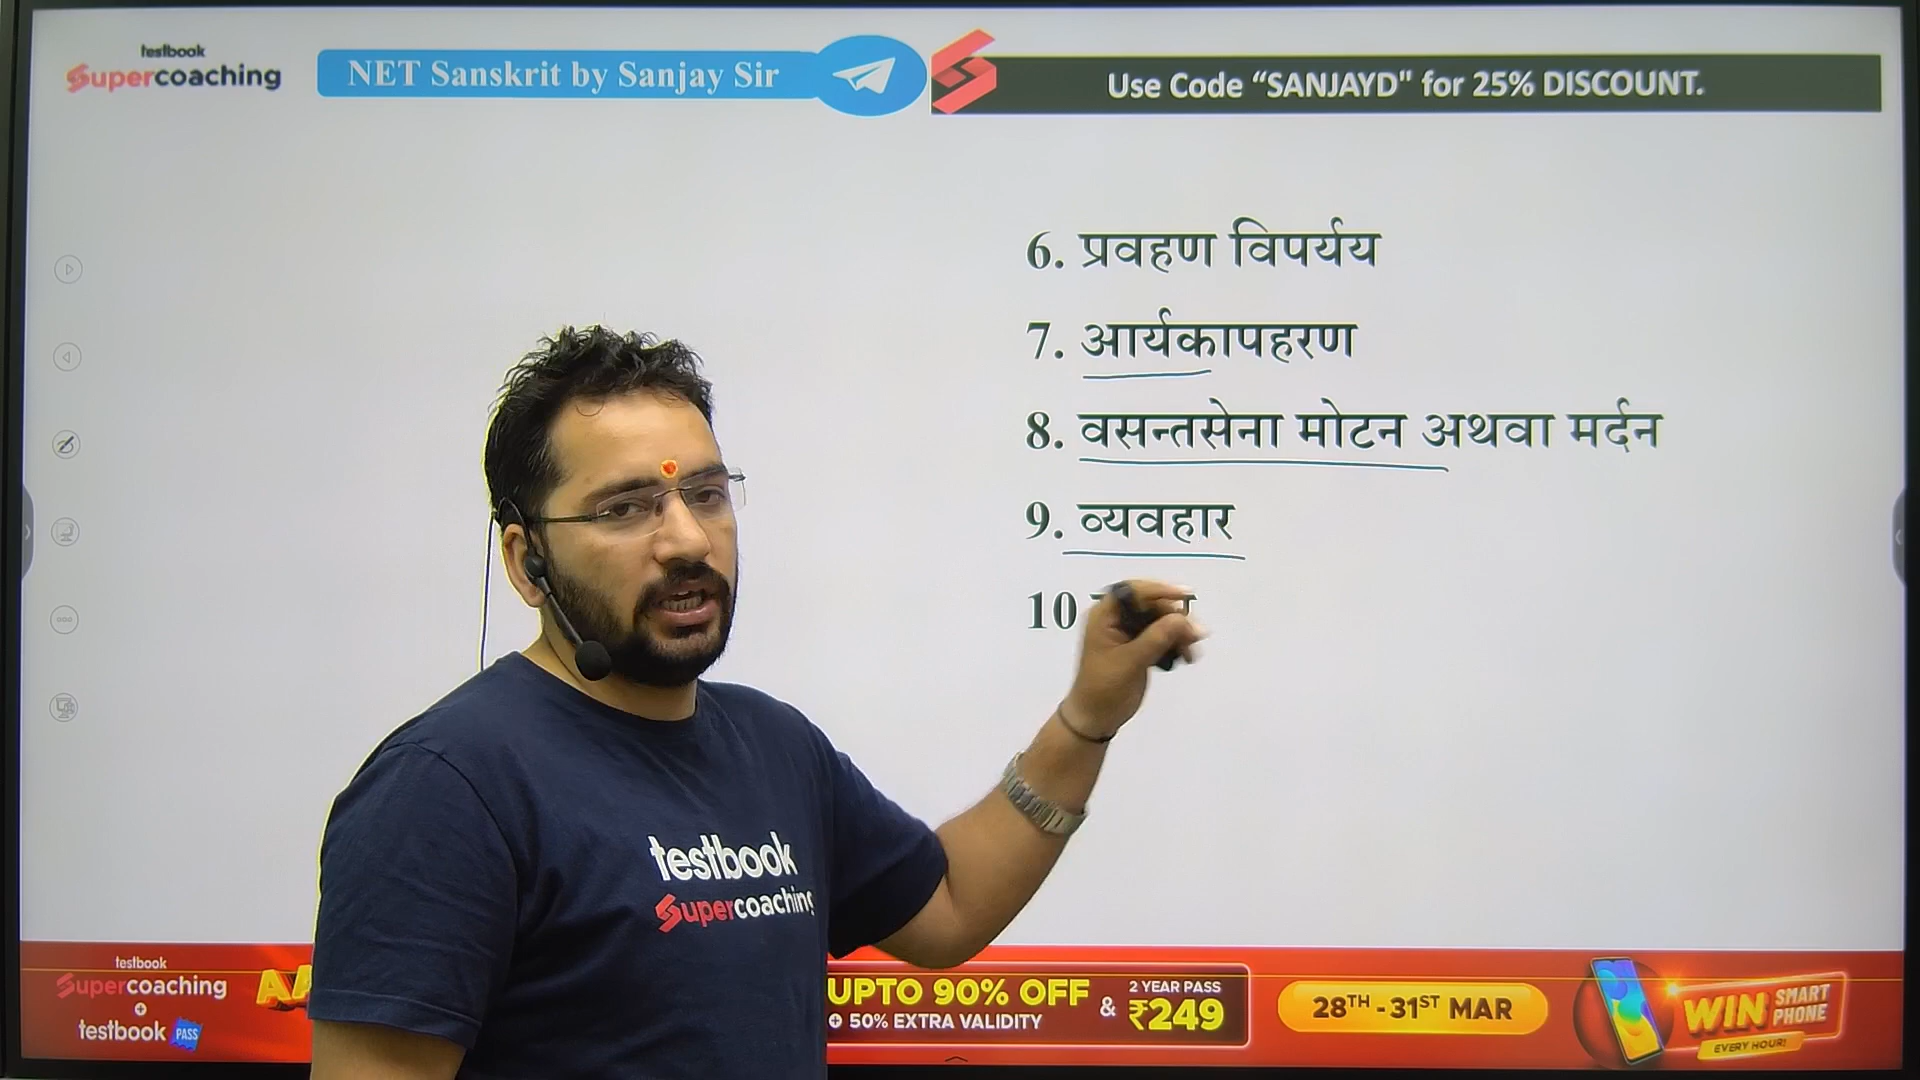 testbook
Supercoaching
NET Sanskrit by Sanjay Sir
Use Code “SANJAYD" for 25% DISCOUNT.
6. प्रवहण विपर्यय
7. आर्यकापहरण
8. वसन्तसेना मोटन अथवा मर्दन
9. व्यवहार
10
testbook
Supercoaching
testbook
Supercoaching
+
testbook PASS
UPTO 90% OFF
+ 50% EXTRA VALIDITY
&
2 YEAR PASS
₹249
28TH - 31ST MAR
WIN SMART PHONE
EVERY HOUR!